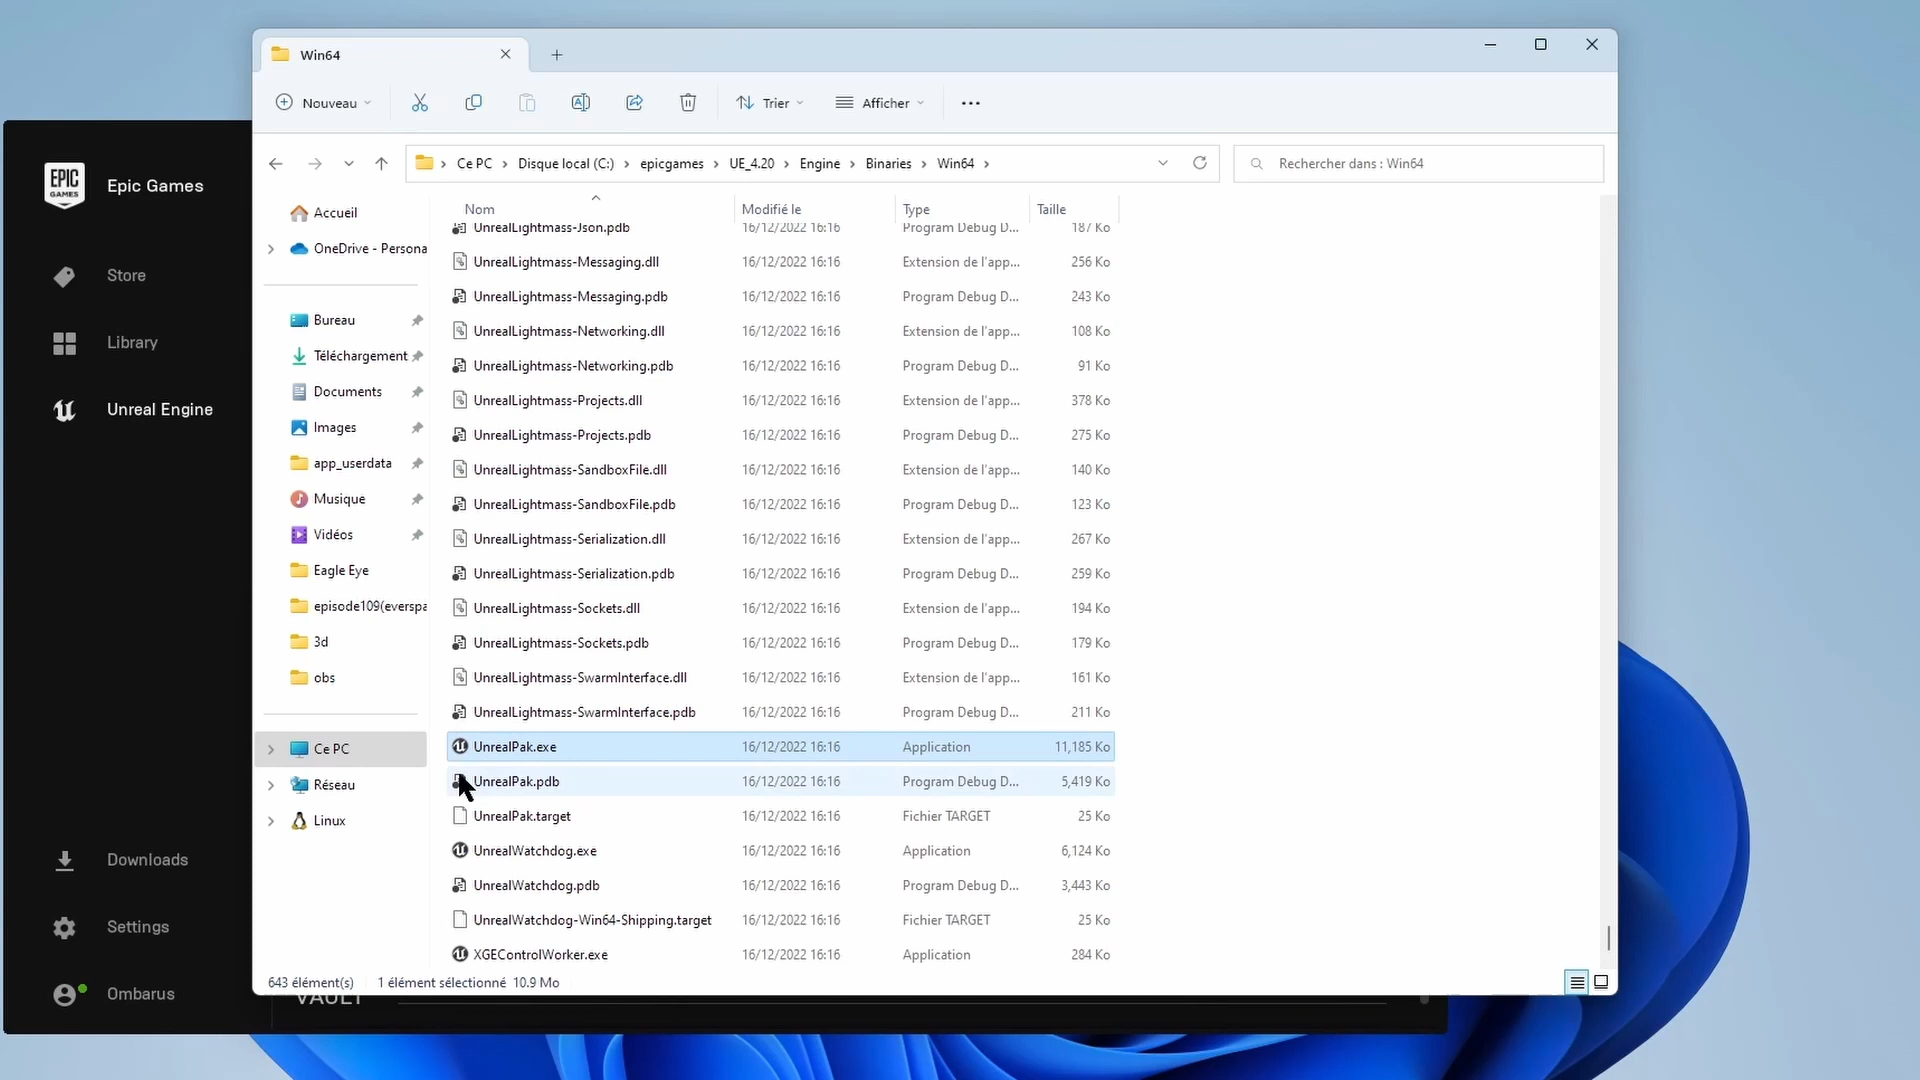 Win64
Nouveau
Trier
Afficher
Ce PC
Disque local (C:)
epicgames
UE_4.20
Engine
Binaries
Win64
Rechercher dans : Win64
EPIC GAMES
Epic Games
Store
Library
Unreal Engine
Downloads
Settings
Ombarus
Accueil
OneDrive - Persona
Bureau
Téléchargement
Documents
Images
app_userdata
Musique
Vidéos
Eagle Eye
episode109(everspa
3d
obs
Ce PC
Réseau
Linux
Nom Modifié le Type Taille
UnrealLightmass-Json.pdb 16/12/2022 16:16 Program Debug D... 187 Ko
UnrealLightmass-Messaging.dll 16/12/2022 16:16 Extension de l'app... 256 Ko
UnrealLightmass-Messaging.pdb 16/12/2022 16:16 Program Debug D... 243 Ko
UnrealLightmass-Networking.dll 16/12/2022 16:16 Extension de l'app... 108 Ko
UnrealLightmass-Networking.pdb 16/12/2022 16:16 Program Debug D... 91 Ko
UnrealLightmass-Projects.dll 16/12/2022 16:16 Extension de l'app... 378 Ko
UnrealLightmass-Projects.pdb 16/12/2022 16:16 Program Debug D... 275 Ko
UnrealLightmass-SandboxFile.dll 16/12/2022 16:16 Extension de l'app... 140 Ko
UnrealLightmass-SandboxFile.pdb 16/12/2022 16:16 Program Debug D... 123 Ko
UnrealLightmass-Serialization.dll 16/12/2022 16:16 Extension de l'app... 267 Ko
UnrealLightmass-Serialization.pdb 16/12/2022 16:16 Program Debug D... 259 Ko
UnrealLightmass-Sockets.dll 16/12/2022 16:16 Extension de l'app... 194 Ko
UnrealLightmass-Sockets.pdb 16/12/2022 16:16 Program Debug D... 179 Ko
UnrealLightmass-SwarmInterface.dll 16/12/2022 16:16 Extension de l'app... 161 Ko
UnrealLightmass-SwarmInterface.pdb 16/12/2022 16:16 Program Debug D... 211 Ko
UnrealPak.exe 16/12/2022 16:16 Application 11,185 Ko
UnrealPak.pdb 16/12/2022 16:16 Program Debug D... 5,419 Ko
UnrealPak.target 16/12/2022 16:16 Fichier TARGET 25 Ko
UnrealWatchdog.exe 16/12/2022 16:16 Application 6,124 Ko
UnrealWatchdog.pdb 16/12/2022 16:16 Program Debug D... 3,443 Ko
UnrealWatchdog-Win64-Shipping.target 16/12/2022 16:16 Fichier TARGET 25 Ko
XGEControlWorker.exe 16/12/2022 16:16 Application 284 Ko
643 élément(s) 1 élément sélectionné 10.9 Mo
VAULT